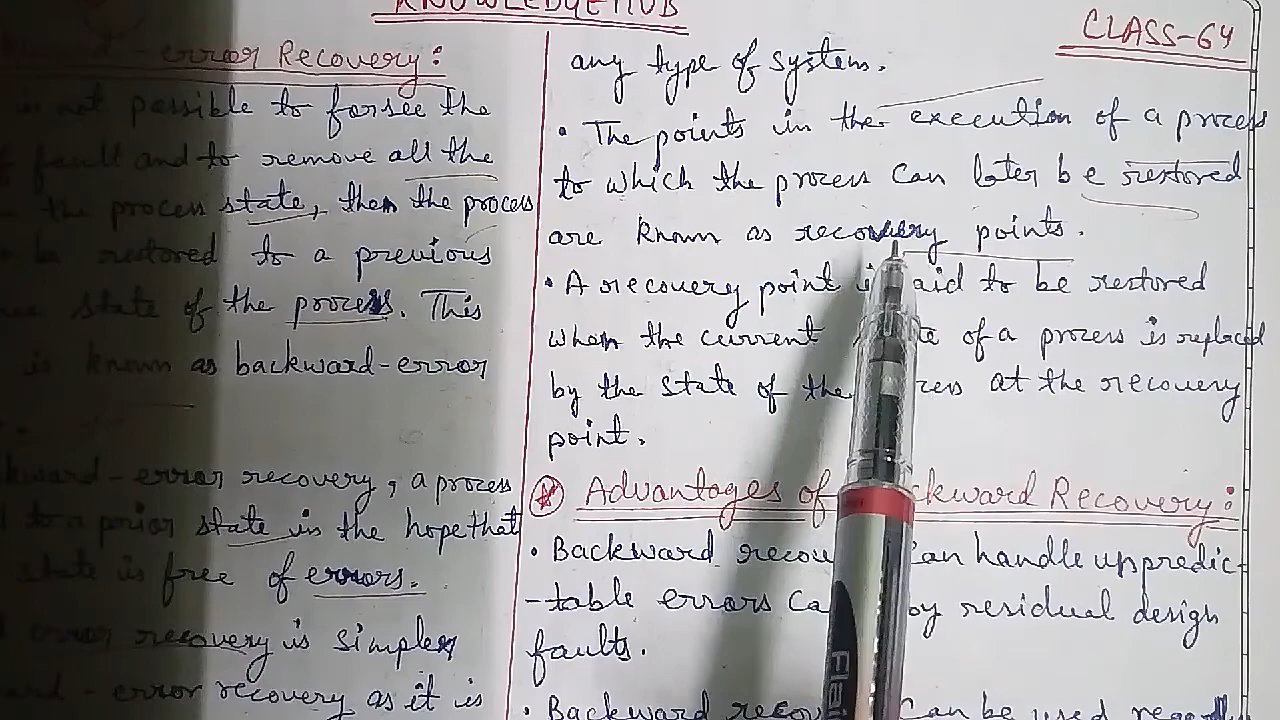 KNOWLEDGE HUB
CLASS-64
error Recovery:
not possible to forsee the
fault and to remove all the
the process state, then the process
be restored to a previous
state of the process. This
is known as backward-error
- error recovery, a process
to a prior state in the hope that
state is free of errors.
error recovery is simpler
- error recovery as it is
any type of system.
• The points in the execution of a process
to which the process can later be restored
are known as recovery points.
• A recovery point is said to be restored
when the current of a process is replaced
by the state of the at the recovery
point.
Advantages of Backward Recovery:
• Backward can handle unpredic-
-table errors by residual design
faults.
• Backward can be used
Flair